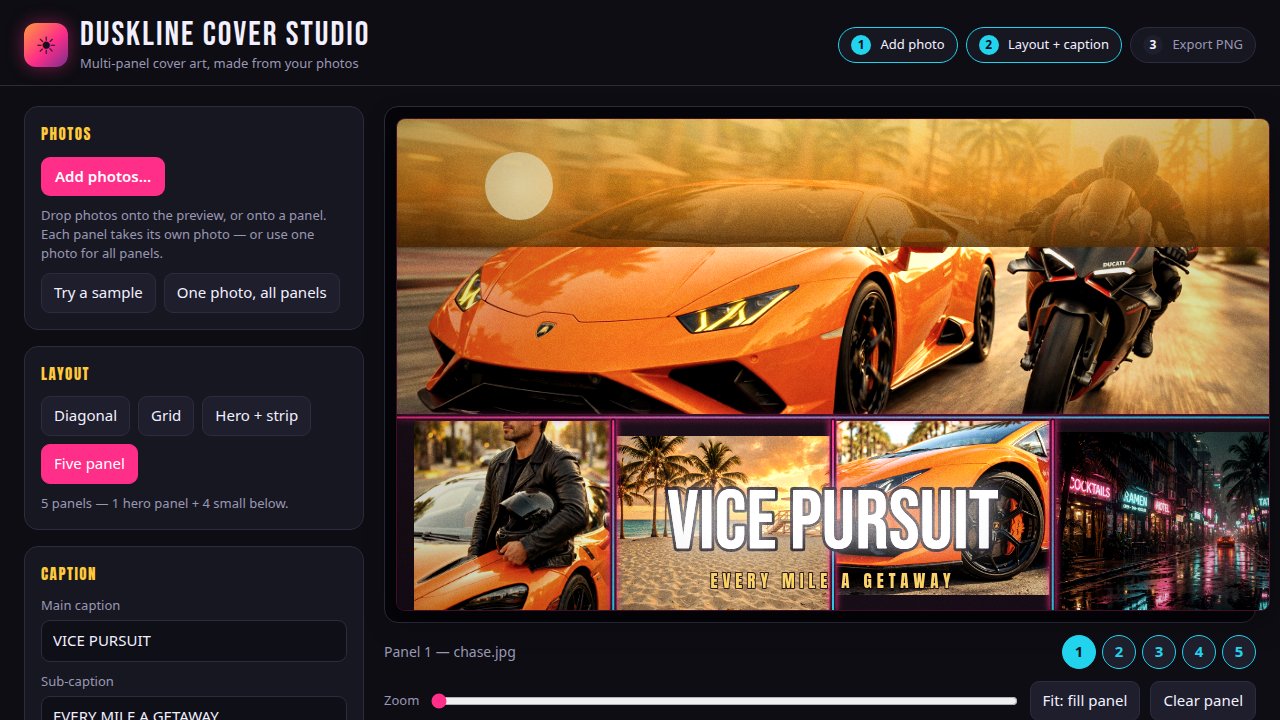 DUSKLINE COVER STUDIO
Multi-panel cover art, made from your photos
1 Add photo
2 Layout + caption
3 Export PNG
PHOTOS
Add photos...
Drop photos onto the preview, or onto a panel.
Each panel takes its own photo — or use one
photo for all panels.
Try a sample
One photo, all panels
LAYOUT
Diagonal
Grid
Hero + strip
Five panel
5 panels — 1 hero panel + 4 small below.
CAPTION
Main caption
VICE PURSUIT
Sub-caption
EVERY MILE A GETAWAY
DUCATI
COCKTAILS
RAMEN
VICE PURSUIT
EVERY MILE A GETAWAY
Panel 1 — chase.jpg
1 2 3 4 5
Zoom
Fit: fill panel
Clear panel